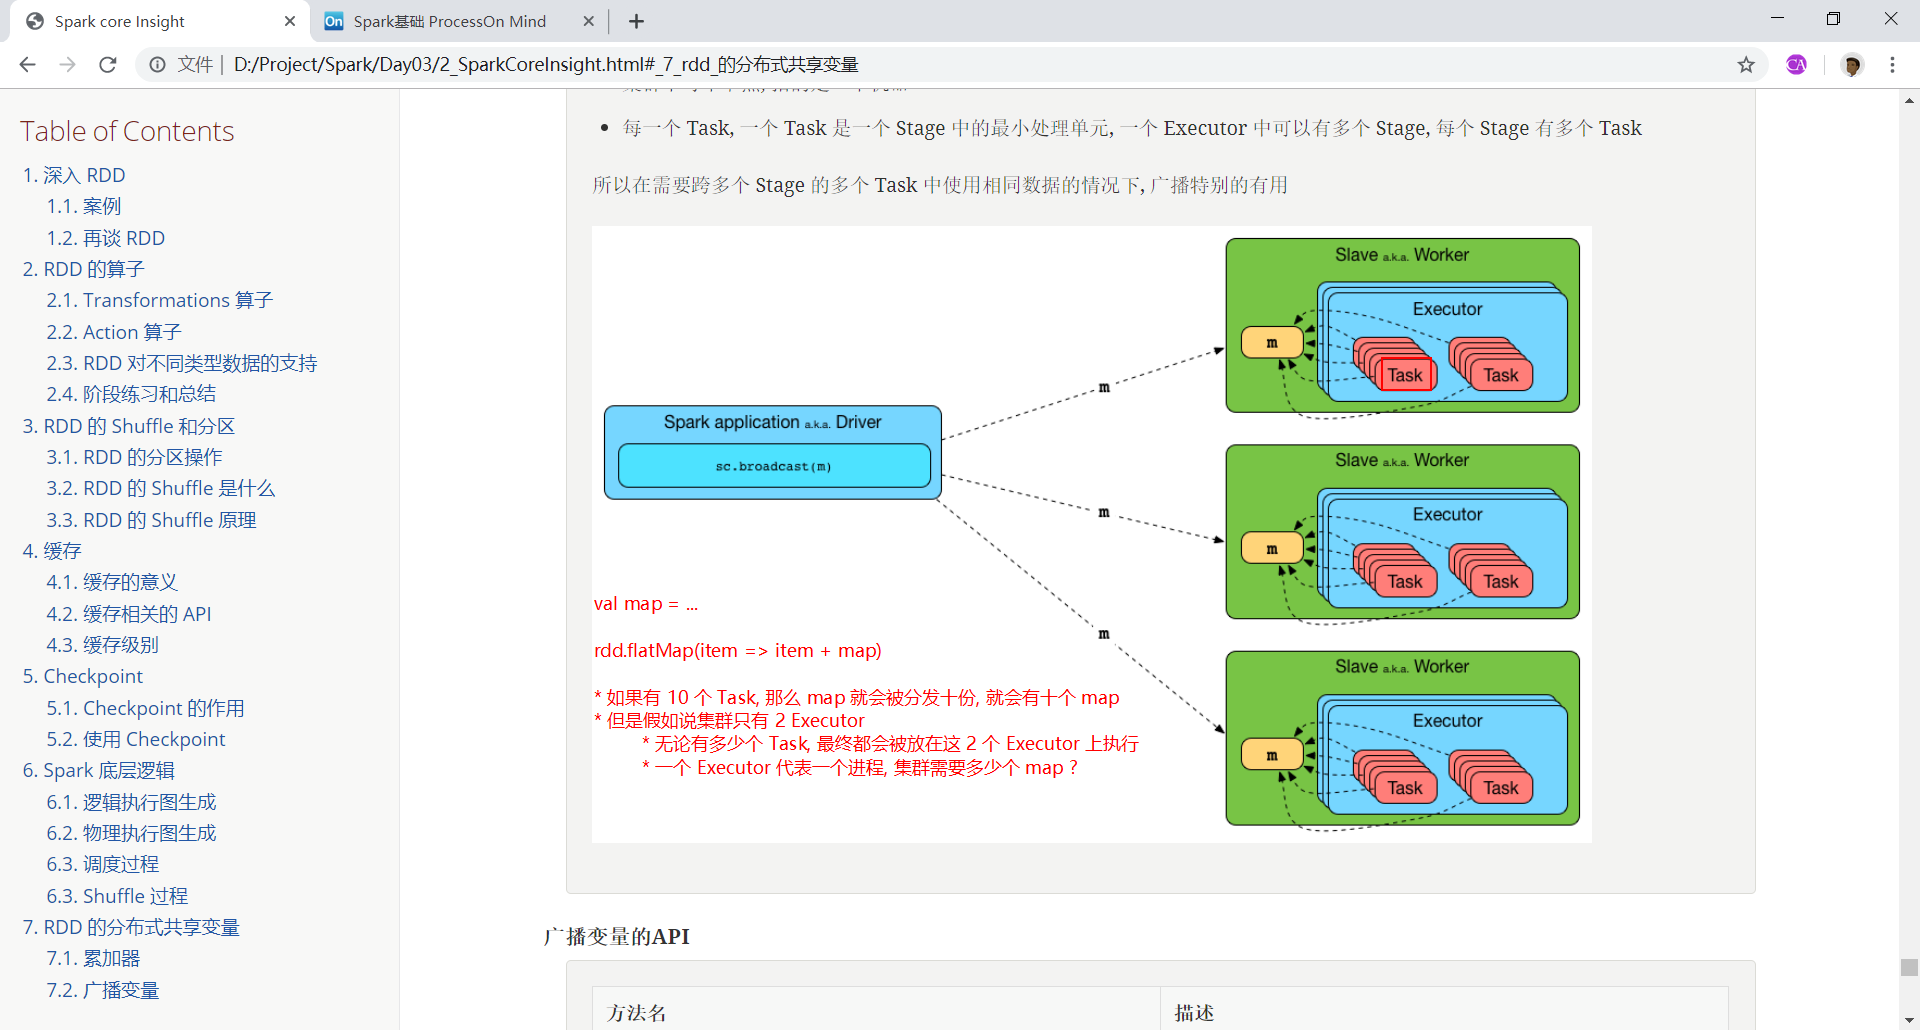 Spark core Insight
On Spark基础 ProcessOn Mind
文件 | D:/Project/Spark/Day03/2_SparkCoreInsight.html#_7_rdd_的分布式共享变量
CA
Table of Contents
1. 深入 RDD
1.1. 案例
1.2. 再谈 RDD
2. RDD 的算子
2.1. Transformations 算子
2.2. Action 算子
2.3. RDD 对不同类型数据的支持
2.4. 阶段练习和总结
3. RDD 的 Shuffle 和分区
3.1. RDD 的分区操作
3.2. RDD 的 Shuffle 是什么
3.3. RDD 的 Shuffle 原理
4. 缓存
4.1. 缓存的意义
4.2. 缓存相关的 API
4.3. 缓存级别
5. Checkpoint
5.1. Checkpoint 的作用
5.2. 使用 Checkpoint
6. Spark 底层逻辑
6.1. 逻辑执行图生成
6.2. 物理执行图生成
6.3. 调度过程
6.3. Shuffle 过程
7. RDD 的分布式共享变量
7.1. 累加器
7.2. 广播变量
• 每一个 Task, 一个 Task 是一个 Stage 中的最小处理单元, 一个 Executor 中可以有多个 Stage, 每个 Stage 有多个 Task
所以在需要跨多个 Stage 的多个 Task 中使用相同数据的情况下, 广播特别的有用
Spark application a.k.a. Driver
sc.broadcast(m)
m
m
m
Slave a.k.a. Worker
Executor
m
Task
Task
Slave a.k.a. Worker
Executor
m
Task
Task
Slave a.k.a. Worker
Executor
m
Task
Task
val map = ...
rdd.flatMap(item => item + map)
* 如果有 10 个 Task, 那么 map 就会被分发十份, 就会有十个 map
* 但是假如说集群只有 2 Executor
* 无论有多少个 Task, 最终都会被放在这 2 个 Executor 上执行
* 一个 Executor 代表一个进程, 集群需要多少个 map ?
广播变量的API
方法名
描述